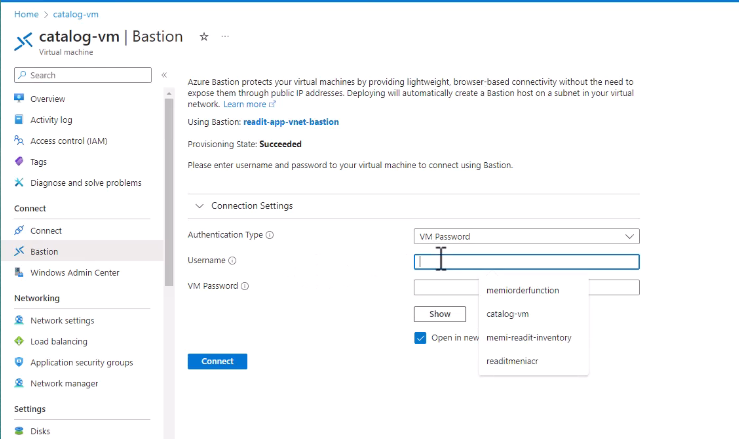 Home > catalog-vm
catalog-vm | Bastion ☆ ...
Virtual machine
Search «
Overview
Activity log
Access control (IAM)
Tags
Diagnose and solve problems
Connect
Connect
Bastion
Windows Admin Center
Networking
Network settings
Load balancing
Application security groups
Network manager
Settings
Disks
Azure Bastion protects your virtual machines by providing lightweight, browser-based connectivity without the need to
expose them through public IP addresses. Deploying will automatically create a Bastion host on a subnet in your virtual
network. Learn more
Using Bastion: readit-app-vnet-bastion
Provisioning State: Succeeded
Please enter username and password to your virtual machine to connect using Bastion.
Connection Settings
Authentication Type VM Password
Username
VM Password
memiorderfunction
catalog-vm
memi-readit-inventory
readitmeniacr
Show
Open in new
Connect